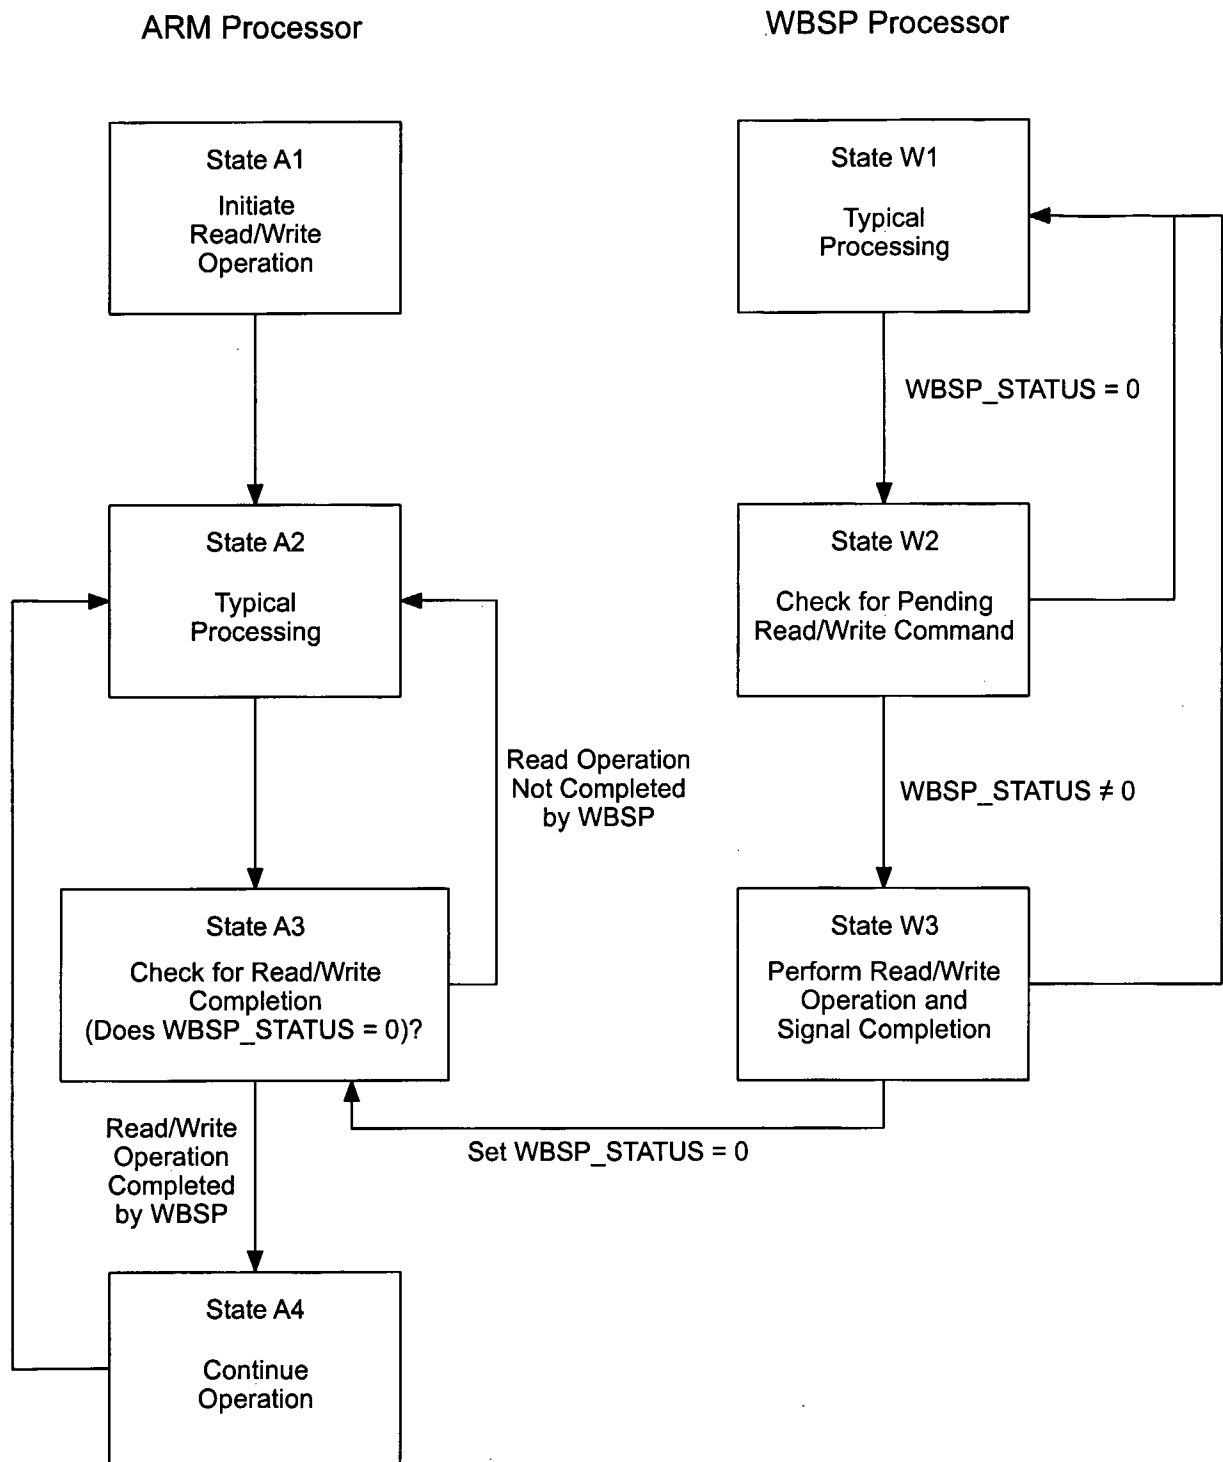 ARM Processor
WBSP Processor
State A1
Initiate
Read/Write
Operation
State W1
Typical
Processing
WBSP_STATUS = 0
State A2
Typical
Processing
State W2
Check for Pending
Read/Write Command
Read Operation
Not Completed
by WBSP
WBSP_STATUS ≠ 0
State A3
Check for Read/Write
Completion
(Does WBSP_STATUS = 0)?
State W3
Perform Read/Write
Operation and
Signal Completion
Read/Write
Operation
Completed
by WBSP
Set WBSP_STATUS = 0
State A4
Continue
Operation